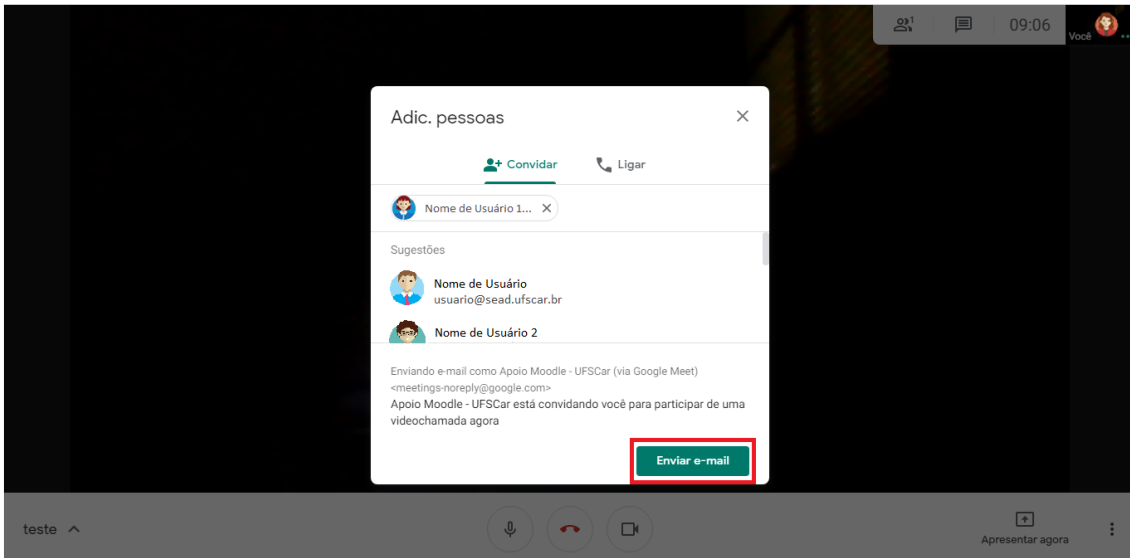 1
09:06
Você
Adic. pessoas
Convidar
Ligar
Nome de Usuário 1...
Sugestões
Nome de Usuário
usuario@sead.ufscar.br
Nome de Usuário 2
Enviando e-mail como Apoio Moodle - UFSCar (via Google Meet)
<meetings-noreply@google.com>
Apoio Moodle - UFSCar está convidando você para participar de uma
videochamada agora
Enviar e-mail
teste
Apresentar agora